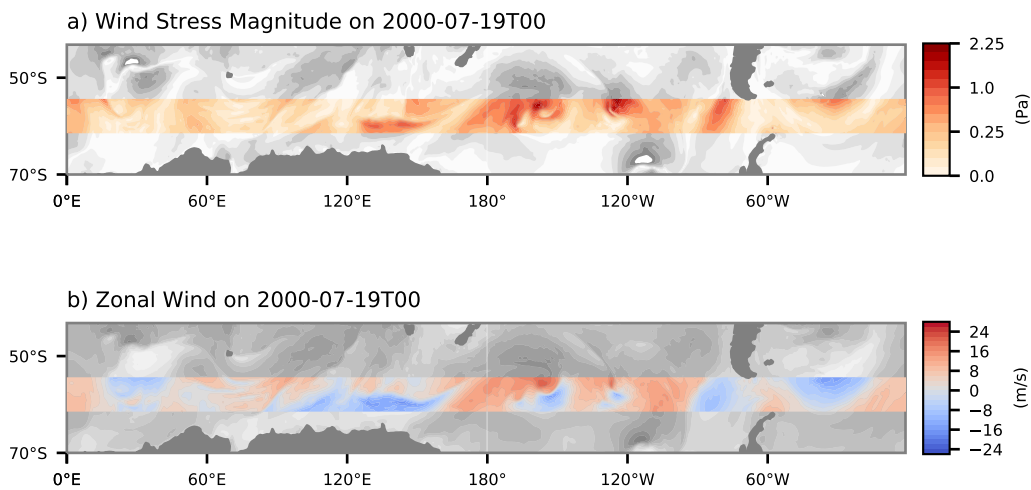 a) Wind Stress Magnitude on 2000-07-19T00
50°S
70°S
0°E
60°E
120°E
180°
120°W
60°W
2.25
1.0
0.25
0.0
(Pa)
b) Zonal Wind on 2000-07-19T00
50°S
70°S
0°E
60°E
120°E
180°
120°W
60°W
24
16
8
0
−8
−16
−24
(m/s)